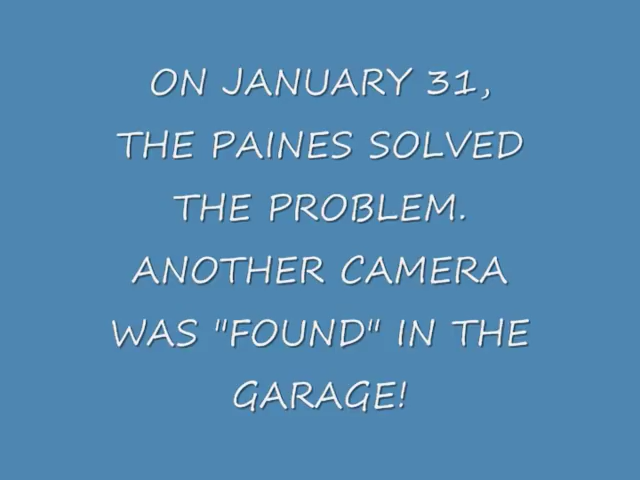 ON JANUARY 31,
THE PAINES SOLVED
THE PROBLEM.
ANOTHER CAMERA
WAS "FOUND" IN THE
GARAGE!